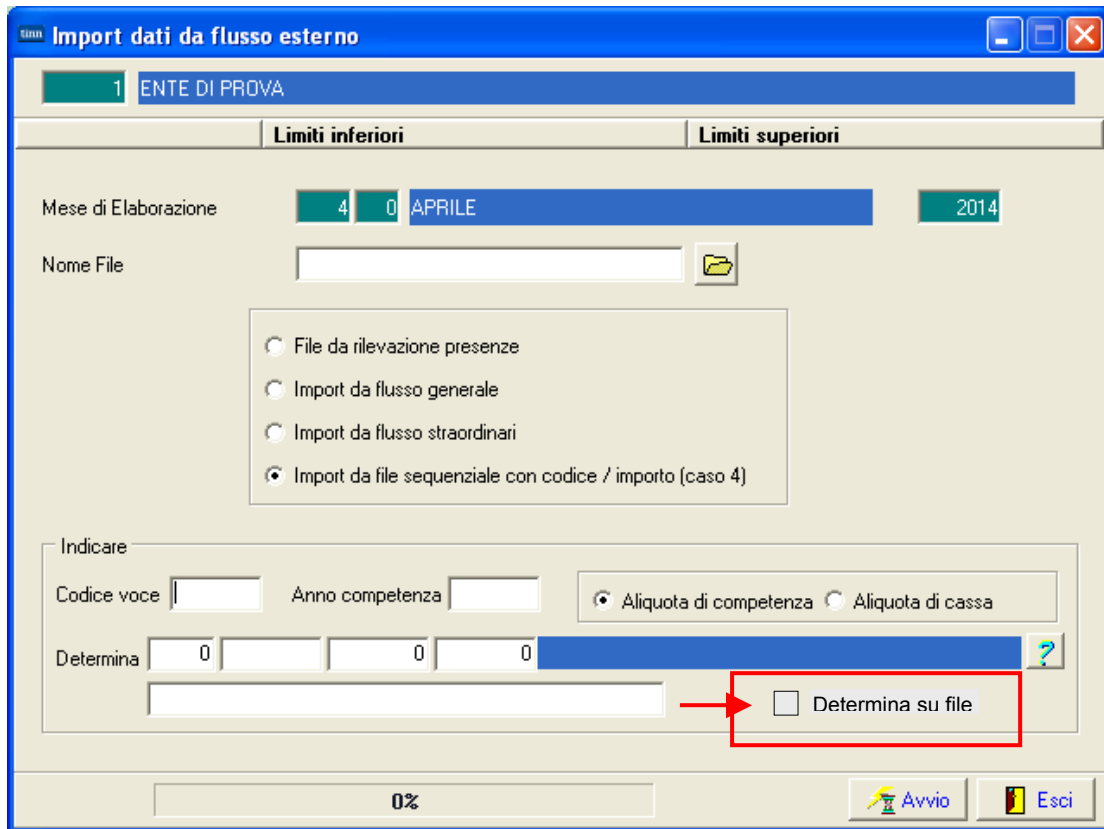 tinn Import dati da flusso esterno
1 ENTE DI PROVA
Limiti inferiori Limiti superiori
Mese di Elaborazione 4 0 APRILE 2014
Nome File
File da rilevazione presenze
Import da flusso generale
Import da flusso straordinari
Import da file sequenziale con codice / importo (caso 4)
Indicare
Codice voce Anno competenza Aliquota di competenza Aliquota di cassa
Determina 0 0 0 ?
Determina su file
0% Avvio Esci